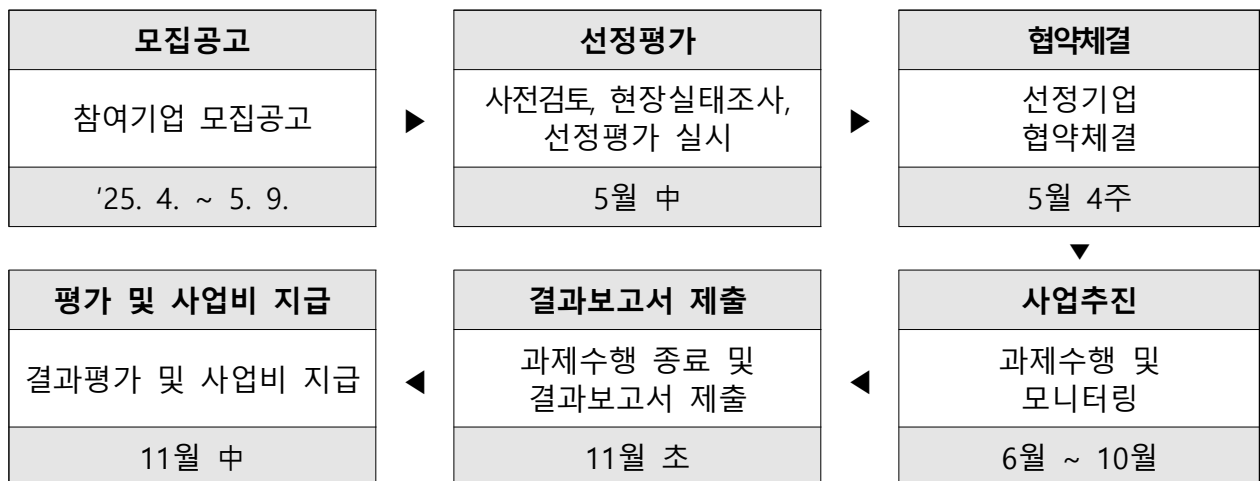 모집공고
참여기업 모집공고
'25. 4. ~ 5. 9.
▶
선정평가
사전검토, 현장실태조사,
선정평가 실시
5월 中
▶
협약체결
선정기업
협약체결
5월 4주
▼
사업추진
과제수행 및
모니터링
6월 ~ 10월
◀
결과보고서 제출
과제수행 종료 및
결과보고서 제출
11월 초
◀
평가 및 사업비 지급
결과평가 및 사업비 지급
11월 中